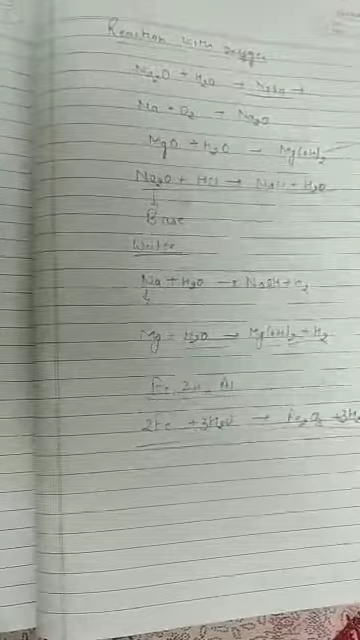 Reaction with oxygen
Na₂O + H₂O →
Na + O₂ → Na₂O
MgO + H₂O → Mg(OH)₂
Na₂O + HCl → NaCl + H₂O
↓
Base
Water
Na + H₂O → NaOH + H₂
↓
Mg + H₂O → Mg(OH)₂ + H₂
Fe, Zn, Al
2Fe + 3H₂O → Fe₂O₃ + 3H₂